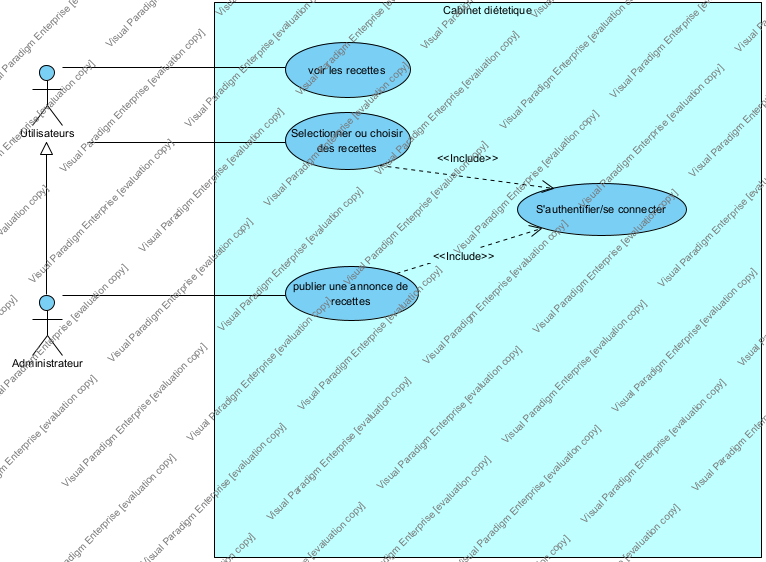 Cabinet diétetique
voir les recettes
Utilisateurs
Selectionner ou choisir
des recettes
<<Include>>
S'authentifier/se connecter
<<Include>>
publier une annonce de
recettes
Administrateur
Visual Paradigm Enterprise [evaluation copy]